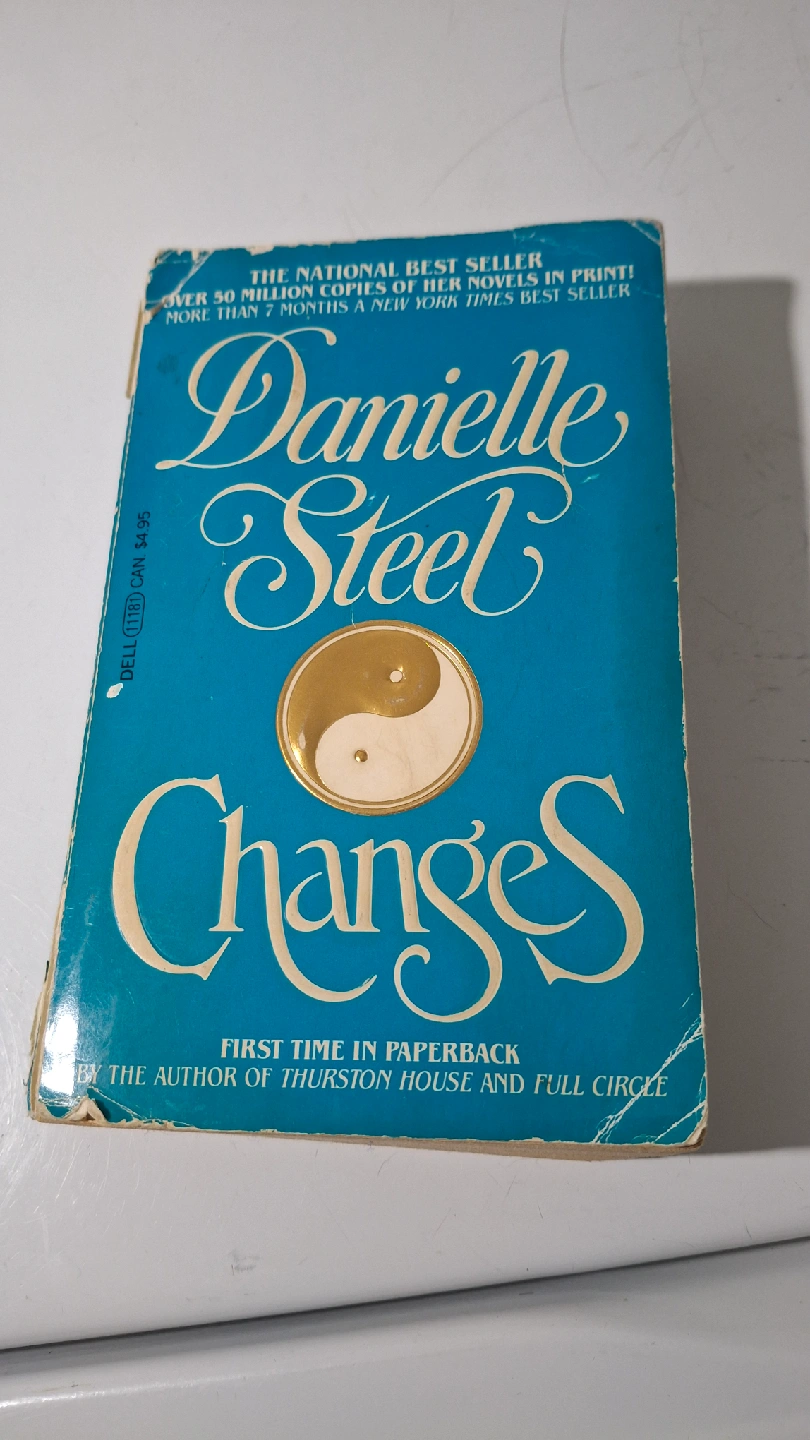 THE NATIONAL BEST SELLER
OVER 50 MILLION COPIES OF HER NOVELS IN PRINT!
MORE THAN 7 MONTHS A NEW YORK TIMES BEST SELLER
Danielle
Steel
DELL 11181 CAN. $4.95
Changes
FIRST TIME IN PAPERBACK
BY THE AUTHOR OF THURSTON HOUSE AND FULL CIRCLE